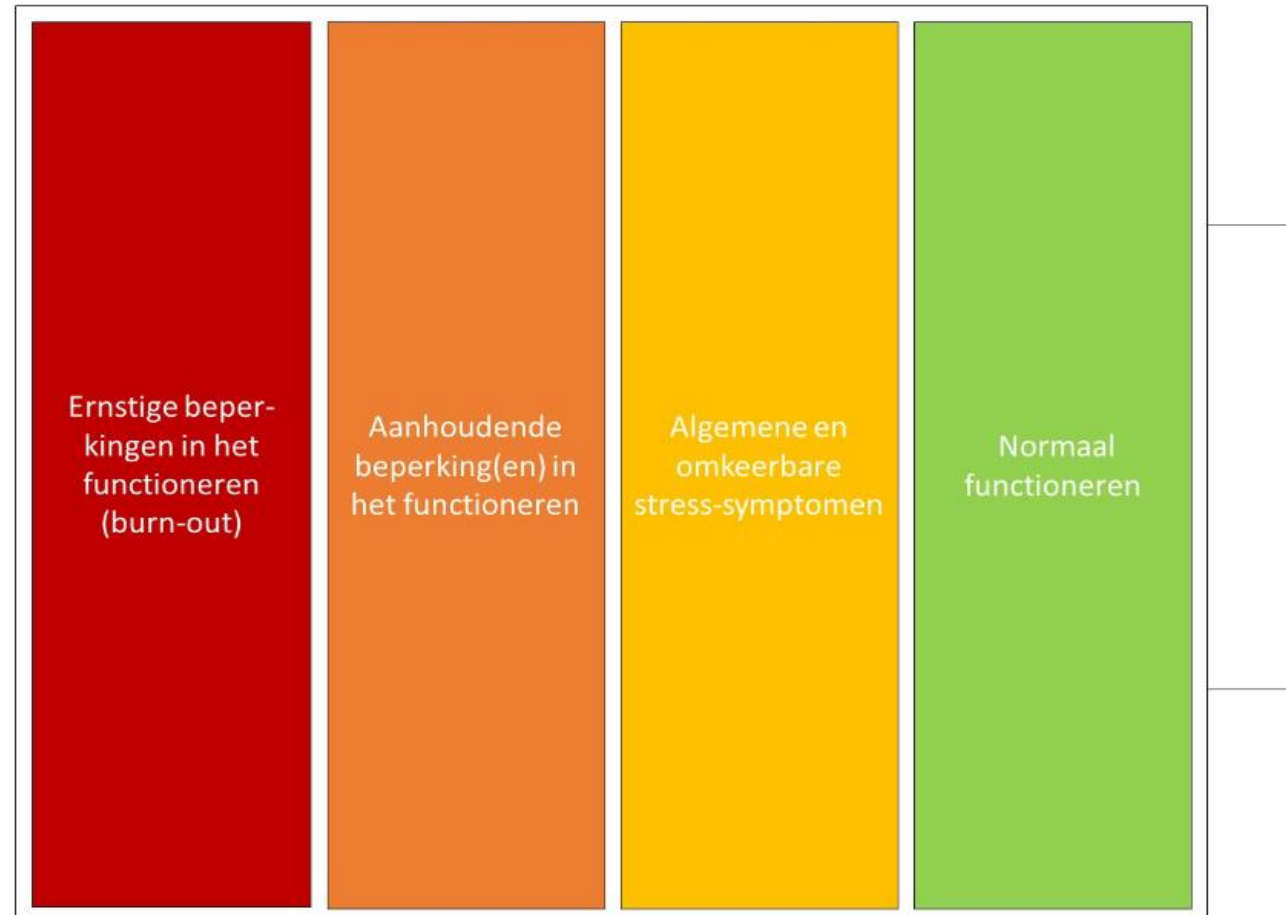 Ernstige beper-
kingen in het
functioneren
(burn-out)
Aanhoudende
beperking(en) in
het functioneren
Algemene en
omkeerbare
stress-symptomen
Normaal
functioneren